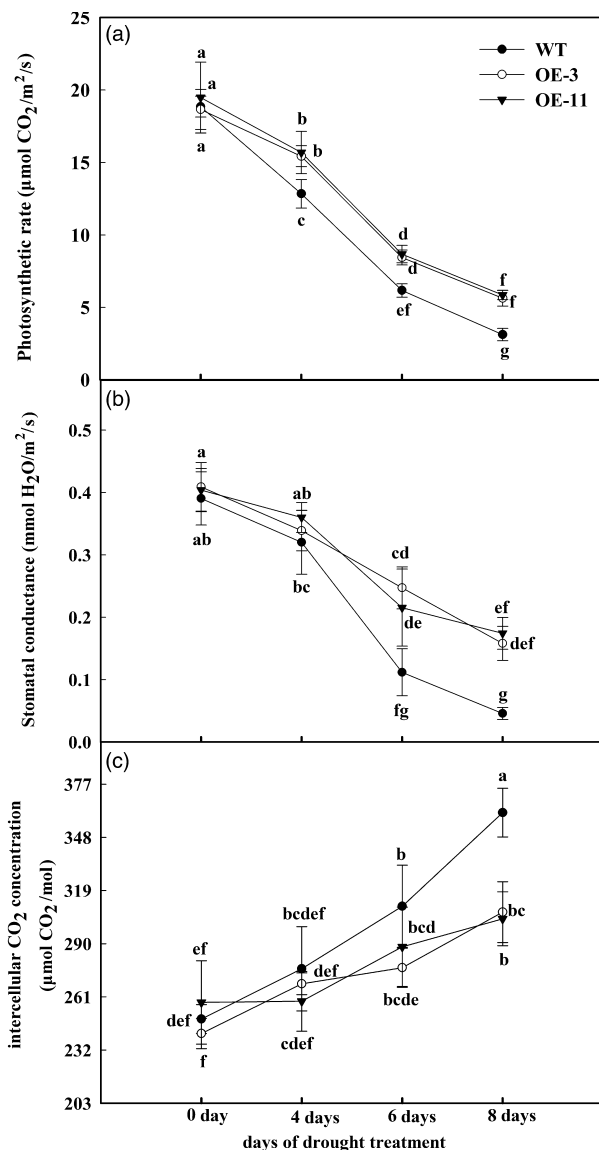 (a)
WT
OE-3
OE-11
Photosynthetic rate (µmol CO₂/m²/s)
25
20
15
10
5
0
a
a
a
b
b
c
d
d
ef
f
f
g
(b)
Stomatal conductance (mmol H₂O/m²/s)
0.5
0.4
0.3
0.2
0.1
0.0
a
ab
ab
bc
cd
de
fg
ef
def
g
(c)
intercellular CO₂ concentration
(µmol CO₂/mol)
377
348
319
290
261
232
203
ef
def
f
bcdef
def
cdef
b
bcd
bcde
a
bc
b
0 day
4 days
6 days
8 days
days of drought treatment